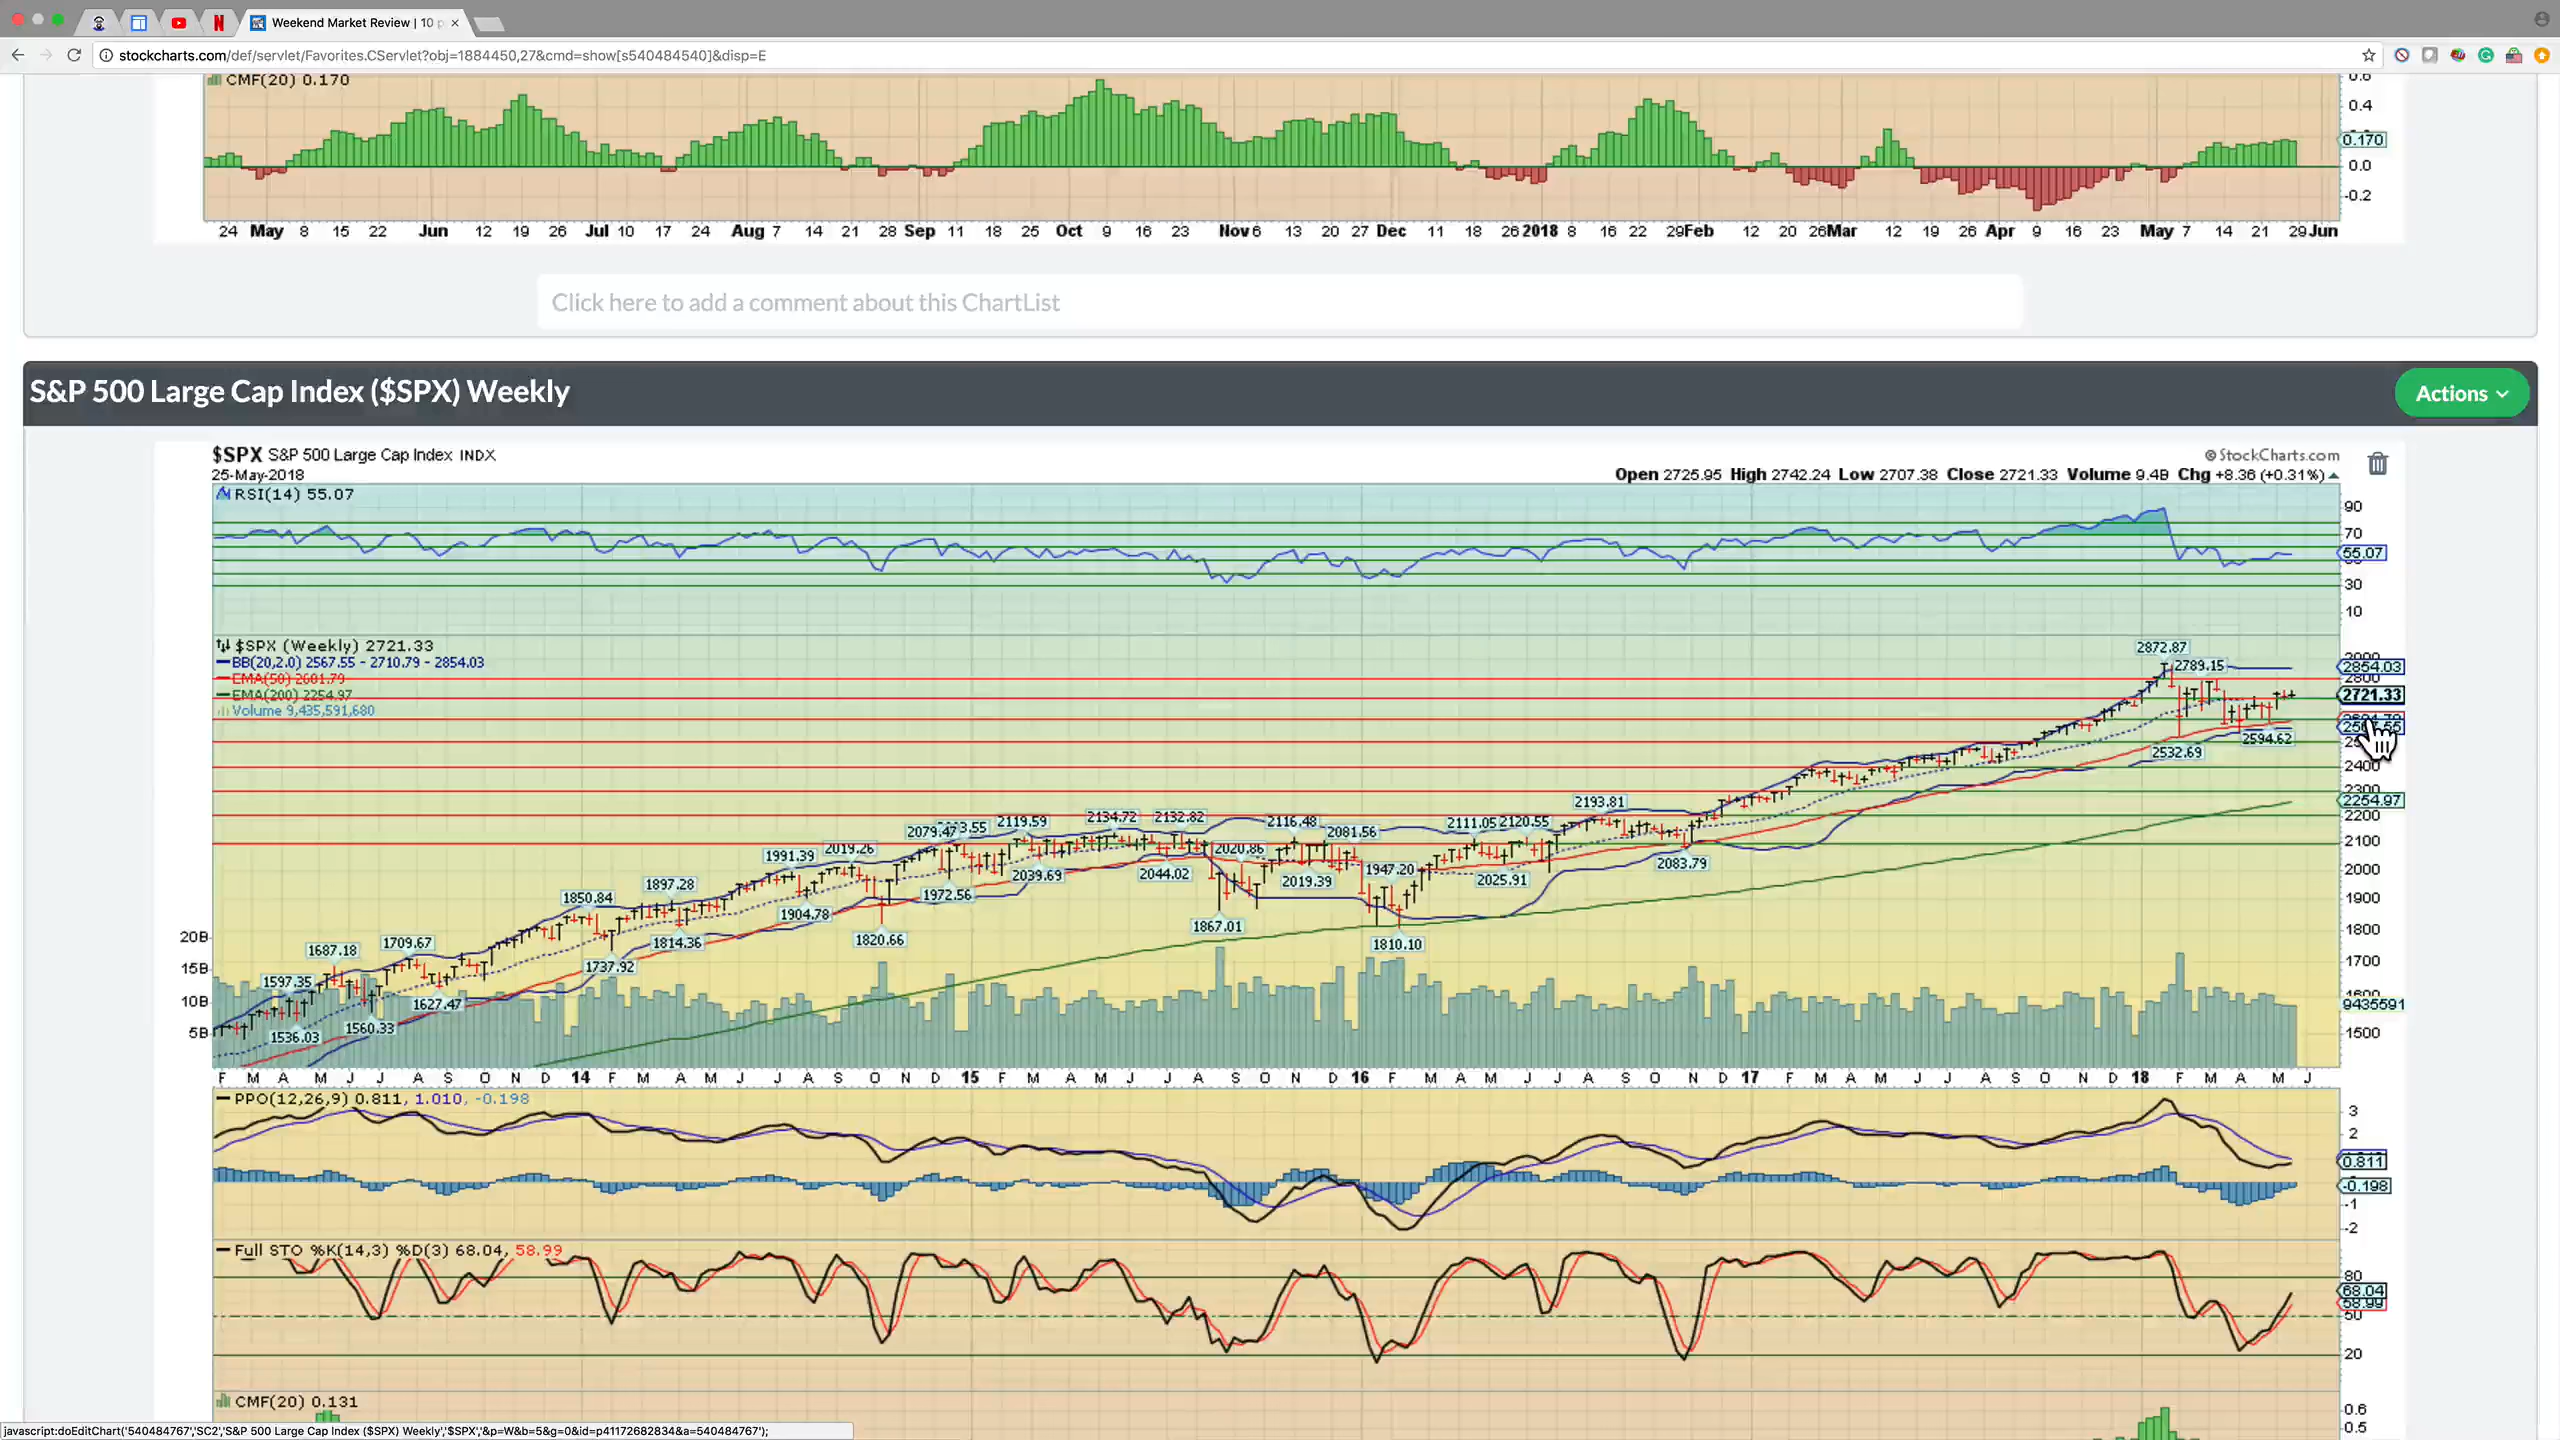 Weekend Market Review | 10 p
stockcharts.com/def/servlet/Favorites.CServlet?obj=1884450,27&cmd=show[s540484540]&disp=E
CMF(20) 0.170
0.6
0.4
0.170
0.0
-0.2
24 May 8 15 22 Jun 12 19 26 Jul 10 17 24 Aug 7 14 21 28 Sep 11 18 25 Oct 9 16 23 Nov 6 13 20 27 Dec 11 18 26 2018 8 16 22 29 Feb 12 20 26 Mar 12 19 26 Apr 9 16 23 May 7 14 21 29 Jun
Click here to add a comment about this ChartList
S&P 500 Large Cap Index ($SPX) Weekly
Actions
$SPX S&P 500 Large Cap Index INDX
© StockCharts.com
25-May-2018
Open 2725.95 High 2742.24 Low 2707.38 Close 2721.33 Volume 9.4B Chg +8.36 (+0.31%)
RSI(14) 55.07
90
70
55.07
30
10
$SPX (Weekly) 2721.33
BB(20,2.0) 2567.55 - 2710.79 - 2854.03
EMA(50) 2601.79
EMA(200) 2254.97
Volume 9,435,591,680
2872.87
2789.15
2854.03
2800
2721.33
2594.62
2532.69
2400
2300
2254.97
2193.81
2200
2119.59 2134.72 2132.82 2116.48 2111.05 2120.55
2079.47 2081.56
2100
1991.39 2019.26 2020.86 2083.79
2039.69 2044.02 2019.39 1947.20 2025.91
2000
1850.84 1897.28 1904.78 1972.56
1900
1867.01
20B 1687.18 1709.67 1814.36 1820.66 1810.10
1800
15B 1597.35 1737.92
1700
10B 1627.47
9435591
5B 1536.03 1560.33
1500
F M A M J J A S O N D 14 F M A M J J A S O N D 15 F M A M J J A S O N D 16 F M A M J J A S O N D 17 F M A M J J A S O N D 18 F M A M J
PPO(12,26,9) 0.811, 1.010, -0.198
3
2
0.811
-0.198
-1
-2
Full STO %K(14,3) %D(3) 68.04, 58.99
80
68.04
58.99
50
20
CMF(20) 0.131
0.6
0.5
javascript:doEditChart('540484767','SC2','S&P 500 Large Cap Index ($SPX) Weekly','$SPX','&p=W&b=5&g=0&id=p41172682834&a=540484767');